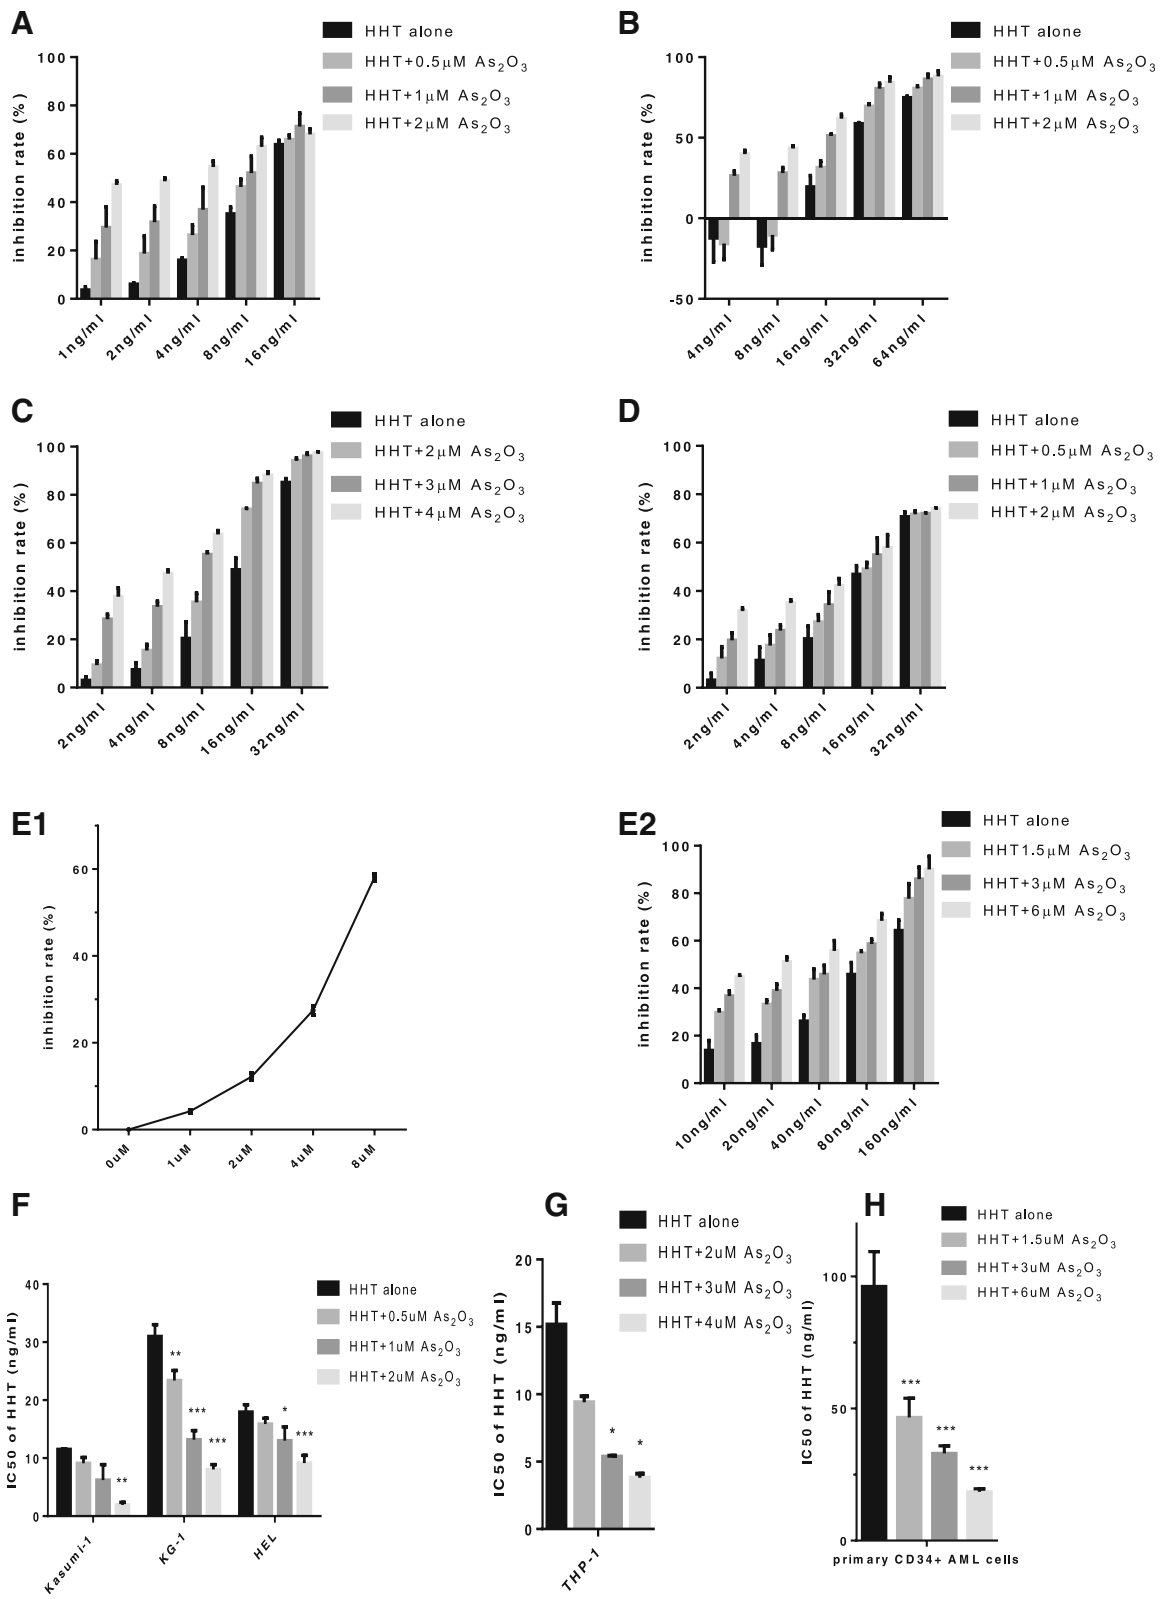 A
HHT alone
HHT+0.5μM As2O3
HHT+1μM As2O3
HHT+2μM As2O3
inhibition rate (%)
100
80
60
40
20
0
1ng/ml
2ng/ml
4ng/ml
8ng/ml
16ng/ml
B
HHT alone
HHT+0.5μM As2O3
HHT+1μM As2O3
HHT+2μM As2O3
inhibition rate (%)
100
50
0
-50
4ng/ml
8ng/ml
16ng/ml
32ng/ml
64ng/ml
C
HHT alone
HHT+2μM As2O3
HHT+3μM As2O3
HHT+4μM As2O3
inhibition rate (%)
100
80
60
40
20
0
2ng/ml
4ng/ml
8ng/ml
16ng/ml
32ng/ml
D
HHT alone
HHT+0.5μM As2O3
HHT+1μM As2O3
HHT+2μM As2O3
inhibition rate (%)
100
80
60
40
20
0
2ng/ml
4ng/ml
8ng/ml
16ng/ml
32ng/ml
E1
inhibition rate (%)
60
40
20
0
0uM
1uM
2uM
4uM
8uM
E2
HHT alone
HHT1.5μM As2O3
HHT+3μM As2O3
HHT+6μM As2O3
inhibition rate (%)
100
80
60
40
20
0
10ng/ml
20ng/ml
40ng/ml
80ng/ml
160ng/ml
F
HHT alone
HHT+0.5uM As2O3
HHT+1uM As2O3
HHT+2uM As2O3
IC50 of HHT (ng/ml)
40
30
20
10
0
**
**
***
***
*
***
Kasumi-1
KG-1
HEL
G
HHT alone
HHT+2uM As2O3
HHT+3uM As2O3
HHT+4uM As2O3
IC50 of HHT (ng/ml)
20
15
10
5
0
*
*
THP-1
H
HHT alone
HHT+1.5uM As2O3
HHT+3uM As2O3
HHT+6uM As2O3
IC50 of HHT (ng/ml)
100
50
0
***
***
***
primary CD34+ AML cells